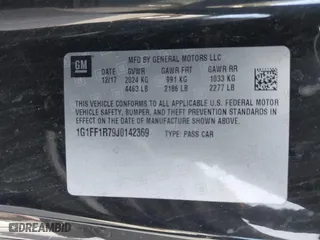 GM
MFD BY GENERAL MOTORS LLC
DATE GVWR GAWR FRT GAWR RR
12/17 2024 KG 991 KG 1033 KG
4463 LB 2186 LB 2277 LB
THIS VEHICLE CONFORMS TO ALL APPLICABLE U.S. FEDERAL MOTOR
VEHICLE SAFETY, BUMPER, AND THEFT PREVENTION STANDARDS
IN EFFECT ON THE DATE OF MANUFACTURE SHOWN ABOVE.
1G1FF1R79J0142369 TYPE: PASS CAR
© AutoBidMaster